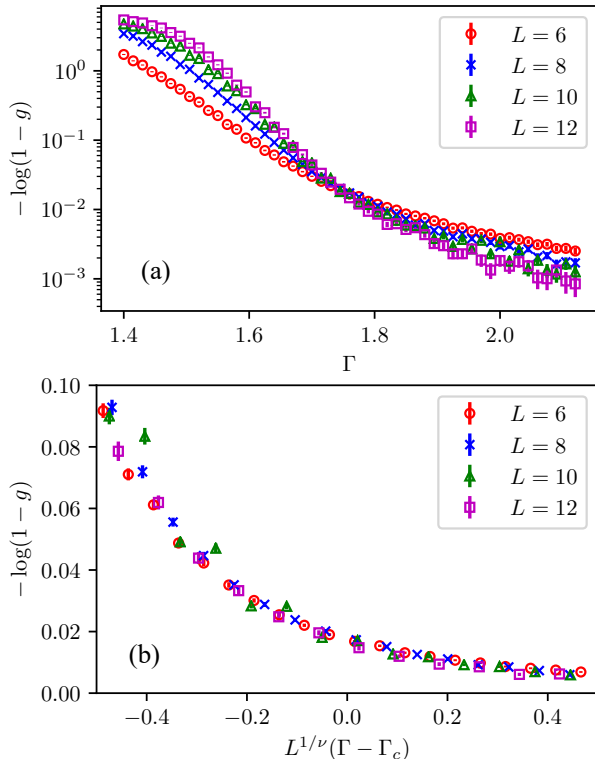 10⁰
10⁻¹
10⁻²
10⁻³
− log(1 − g)
L = 6
L = 8
L = 10
L = 12
(a)
1.4 1.6 1.8 2.0
Γ
0.10
0.08
0.06
0.04
0.02
0.00
− log(1 − g)
L = 6
L = 8
L = 10
L = 12
(b)
−0.4 −0.2 0.0 0.2 0.4
L^{1/ν}(Γ − Γ_c)